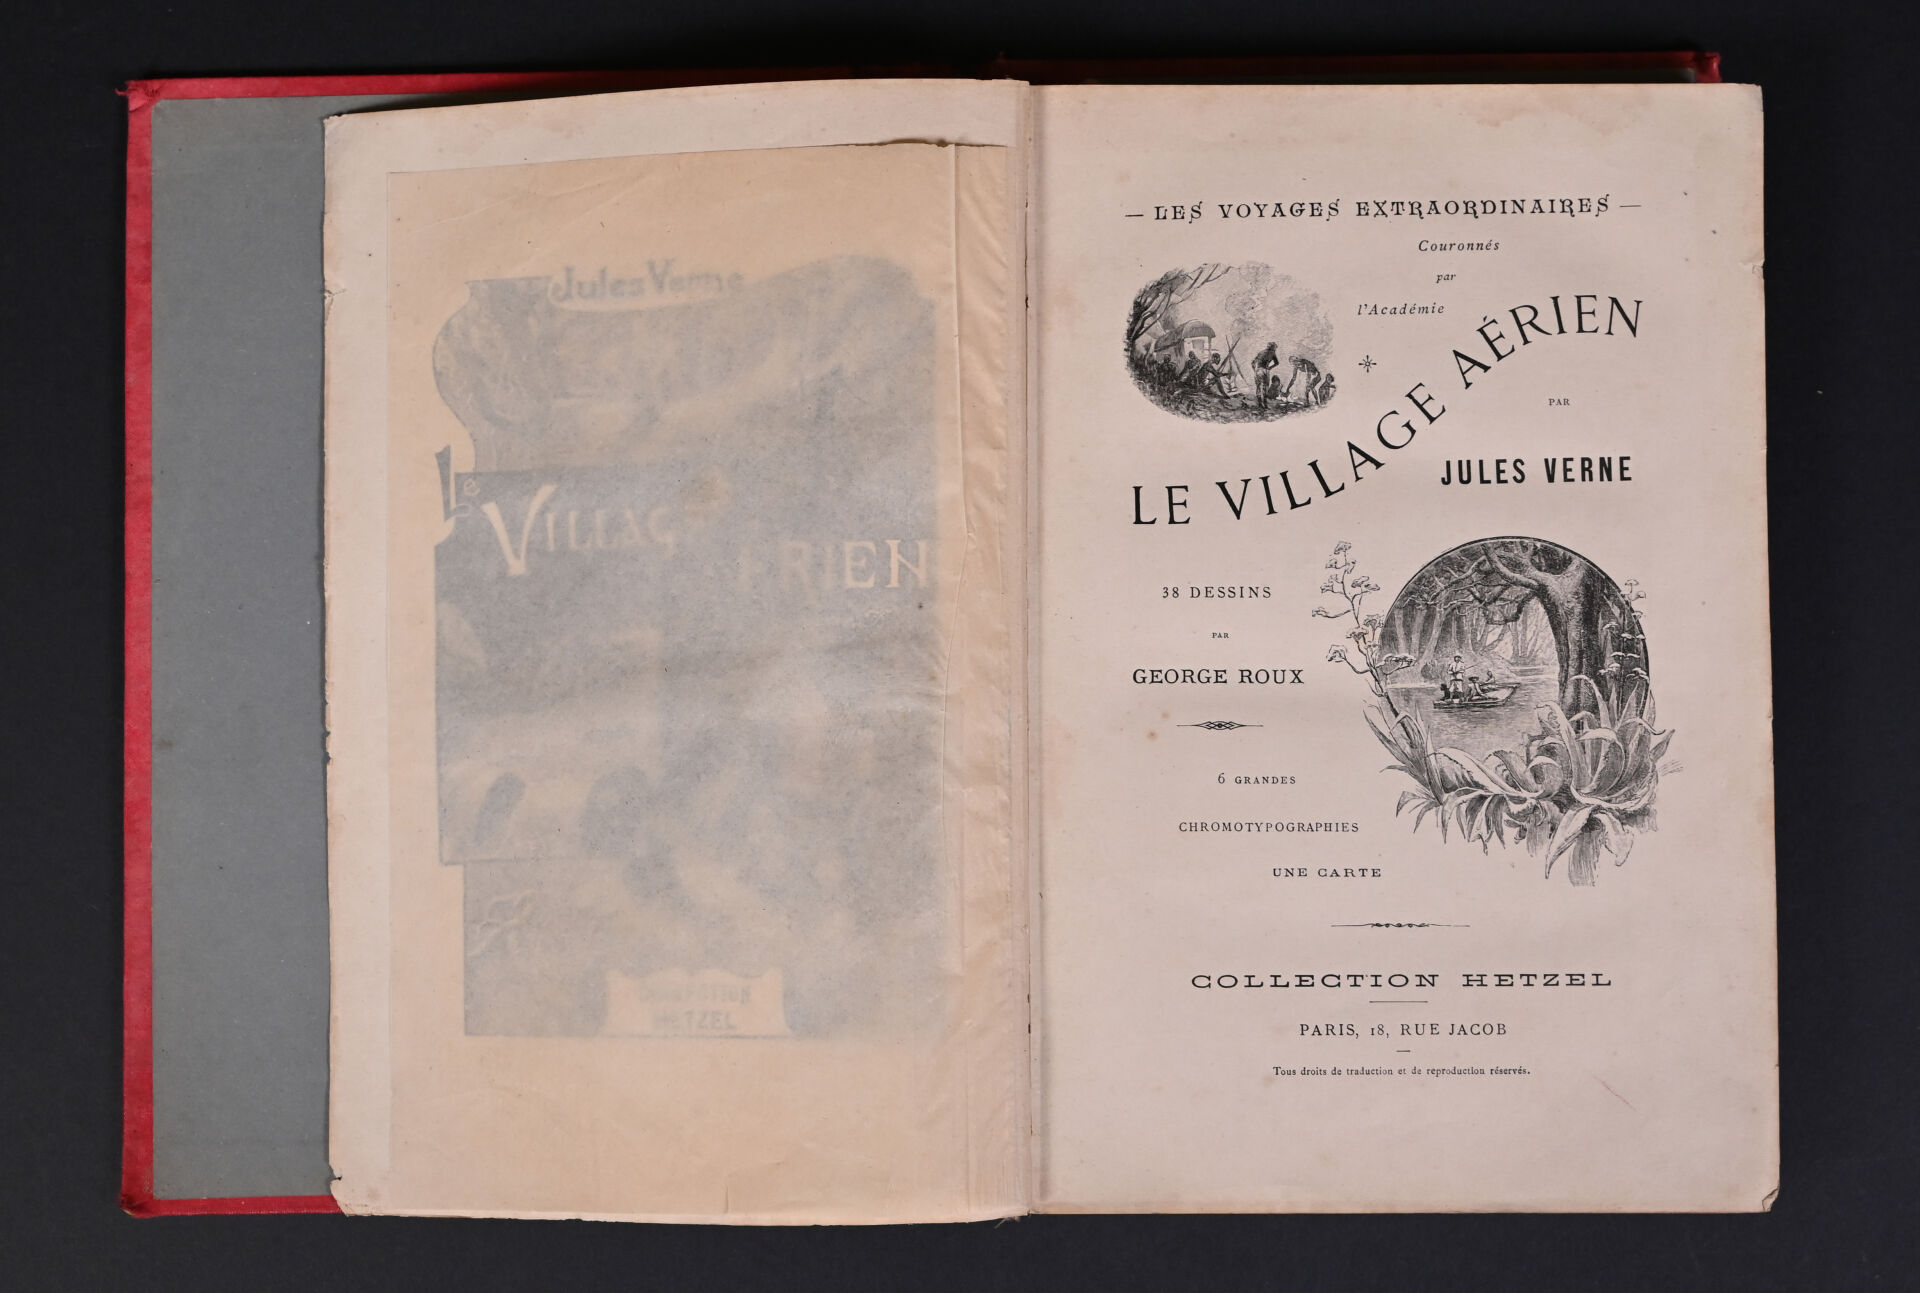 Jules Verne
Le
VILLAG
RIEN
COLLECTION
HETZEL
— LES VOYAGES EXTRAORDINAIRES —
Couronnés
par
l'Académie
LE VILLAGE AÉRIEN
PAR
JULES VERNE
38 DESSINS
PAR
GEORGE ROUX
6 GRANDES
CHROMOTYPOGRAPHIES
UNE CARTE
COLLECTION HETZEL
PARIS, 18, RUE JACOB
Tous droits de traduction et de reproduction réservés.